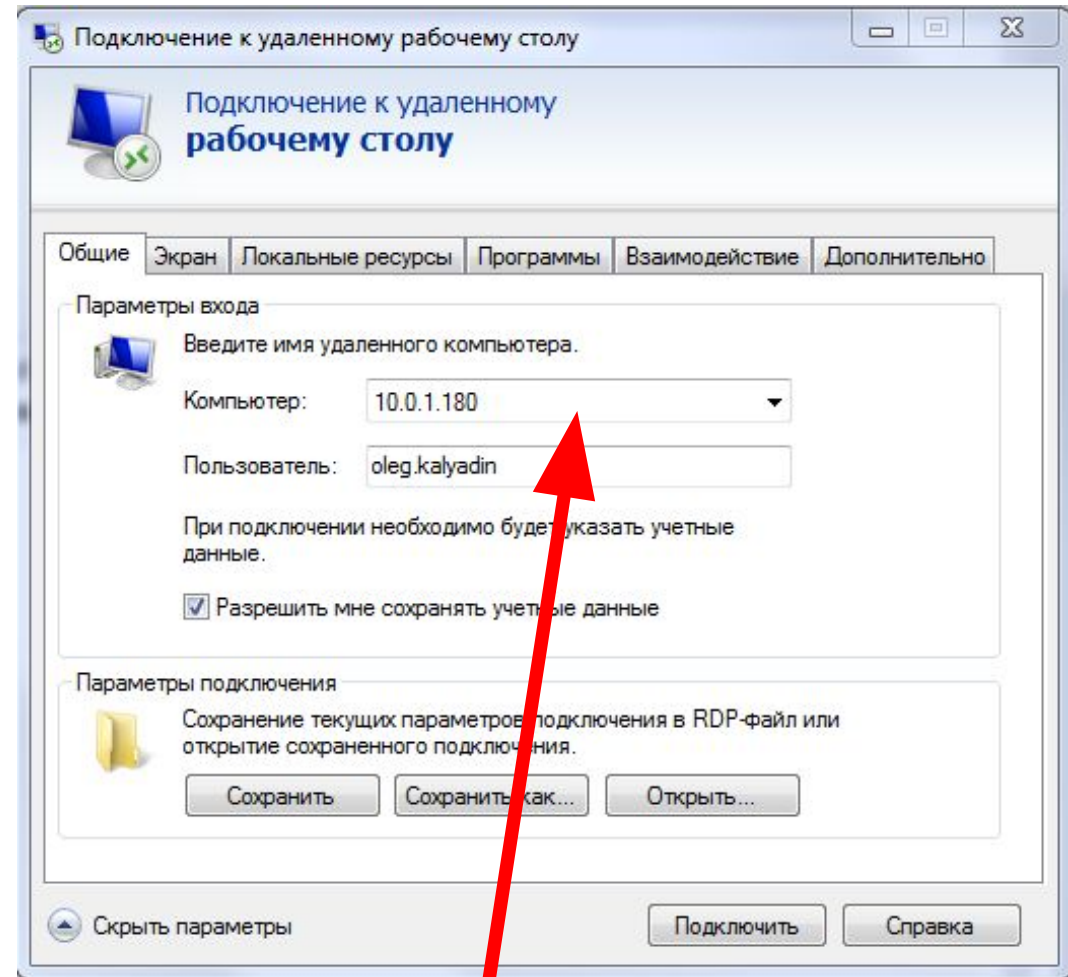 Подключение к удаленному рабочему столу
Подключение к удаленному
рабочему столу
Общие Экран Локальные ресурсы Программы Взаимодействие Дополнительно
Параметры входа
Введите имя удаленного компьютера.
Компьютер: 10.0.1.180
Пользователь: oleg.kalyadin
При подключении необходимо будет указать учетные
данные.
Разрешить мне сохранять учетные данные
Параметры подключения
Сохранение текущих параметров подключения в RDP-файл или
открытие сохраненного подключения.
Сохранить Сохранить как... Открыть...
Скрыть параметры Подключить Справка